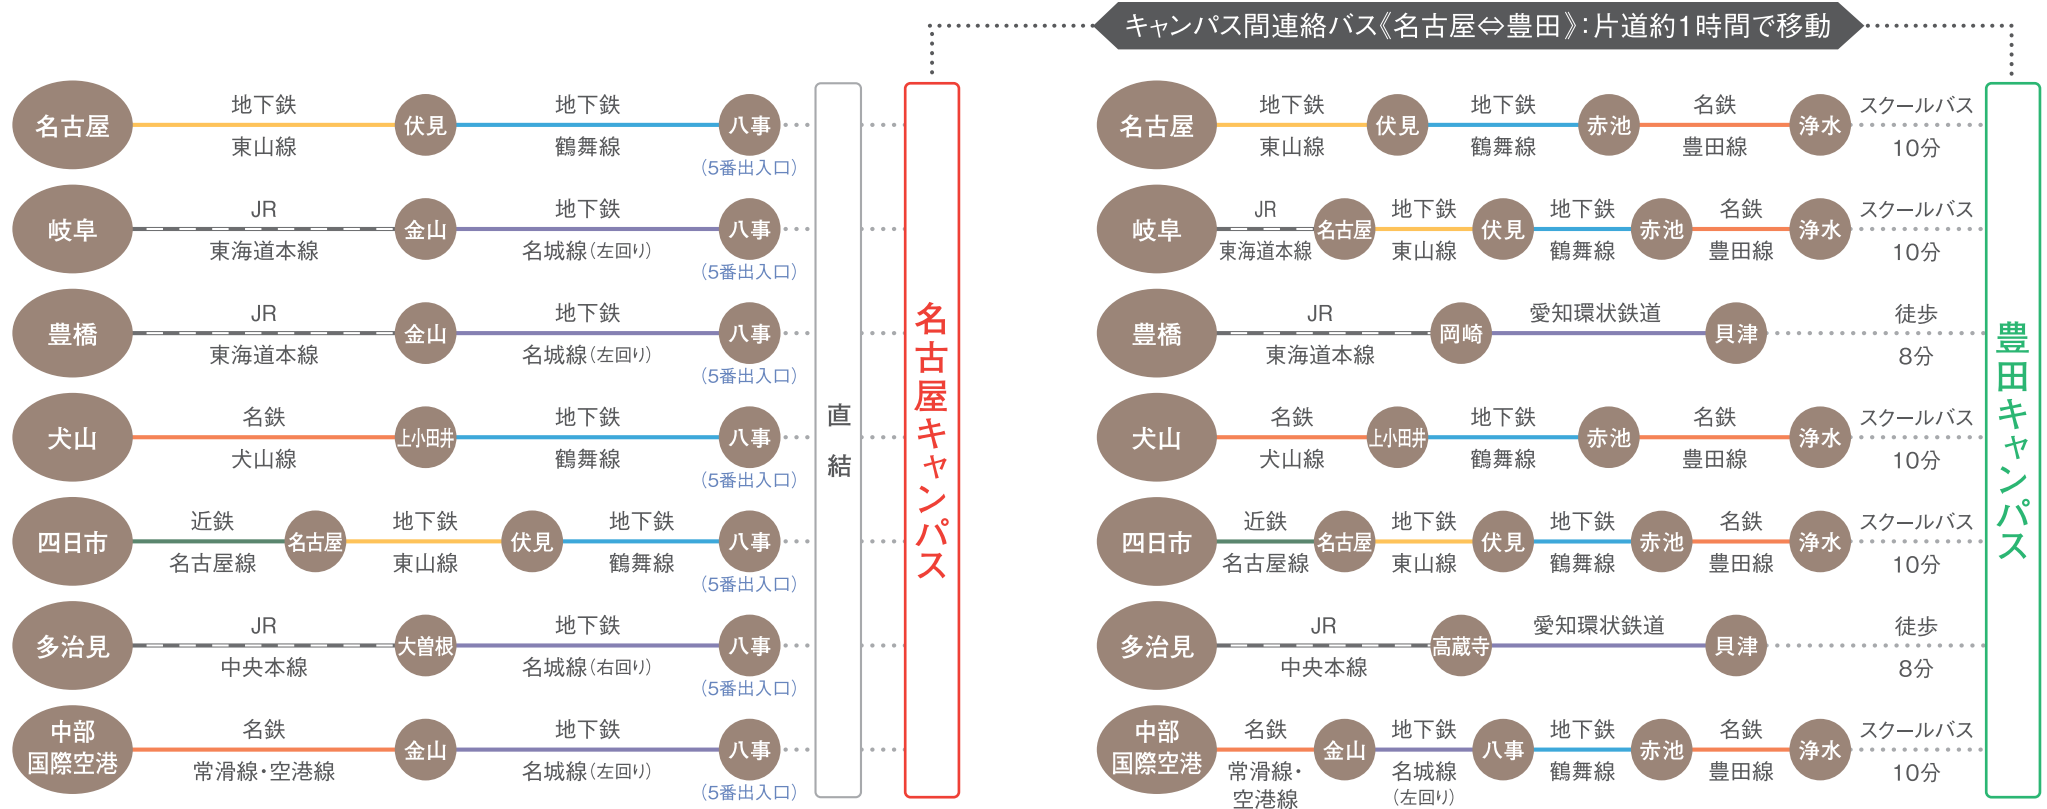 キャンパス間連絡バス《名古屋⇔豊田》：片道約1時間で移動
名古屋
地下鉄
東山線
伏見
地下鉄
鶴舞線
八事
（5番出入口）
岐阜
JR
東海道本線
金山
地下鉄
名城線（左回り）
八事
（5番出入口）
豊橋
JR
東海道本線
金山
地下鉄
名城線（左回り）
八事
（5番出入口）
犬山
名鉄
犬山線
上小田井
地下鉄
鶴舞線
八事
（5番出入口）
四日市
近鉄
名古屋線
名古屋
地下鉄
東山線
伏見
地下鉄
鶴舞線
八事
（5番出入口）
多治見
JR
中央本線
大曽根
地下鉄
名城線（右回り）
八事
（5番出入口）
中部
国際空港
名鉄
常滑線・空港線
金山
地下鉄
名城線（左回り）
八事
（5番出入口）
直結
名古屋キャンパス
名古屋
地下鉄
東山線
伏見
地下鉄
鶴舞線
赤池
名鉄
豊田線
浄水
スクールバス
10分
岐阜
JR
東海道本線
名古屋
地下鉄
東山線
伏見
地下鉄
鶴舞線
赤池
名鉄
豊田線
浄水
スクールバス
10分
豊橋
JR
東海道本線
岡崎
愛知環状鉄道
貝津
徒歩
8分
犬山
名鉄
犬山線
上小田井
地下鉄
鶴舞線
赤池
名鉄
豊田線
浄水
スクールバス
10分
四日市
近鉄
名古屋線
名古屋
地下鉄
東山線
伏見
地下鉄
鶴舞線
赤池
名鉄
豊田線
浄水
スクールバス
10分
多治見
JR
中央本線
高蔵寺
愛知環状鉄道
貝津
徒歩
8分
中部
国際空港
名鉄
常滑線・
空港線
金山
地下鉄
名城線
（左回り）
八事
地下鉄
鶴舞線
赤池
名鉄
豊田線
浄水
スクールバス
10分
豊田キャンパス